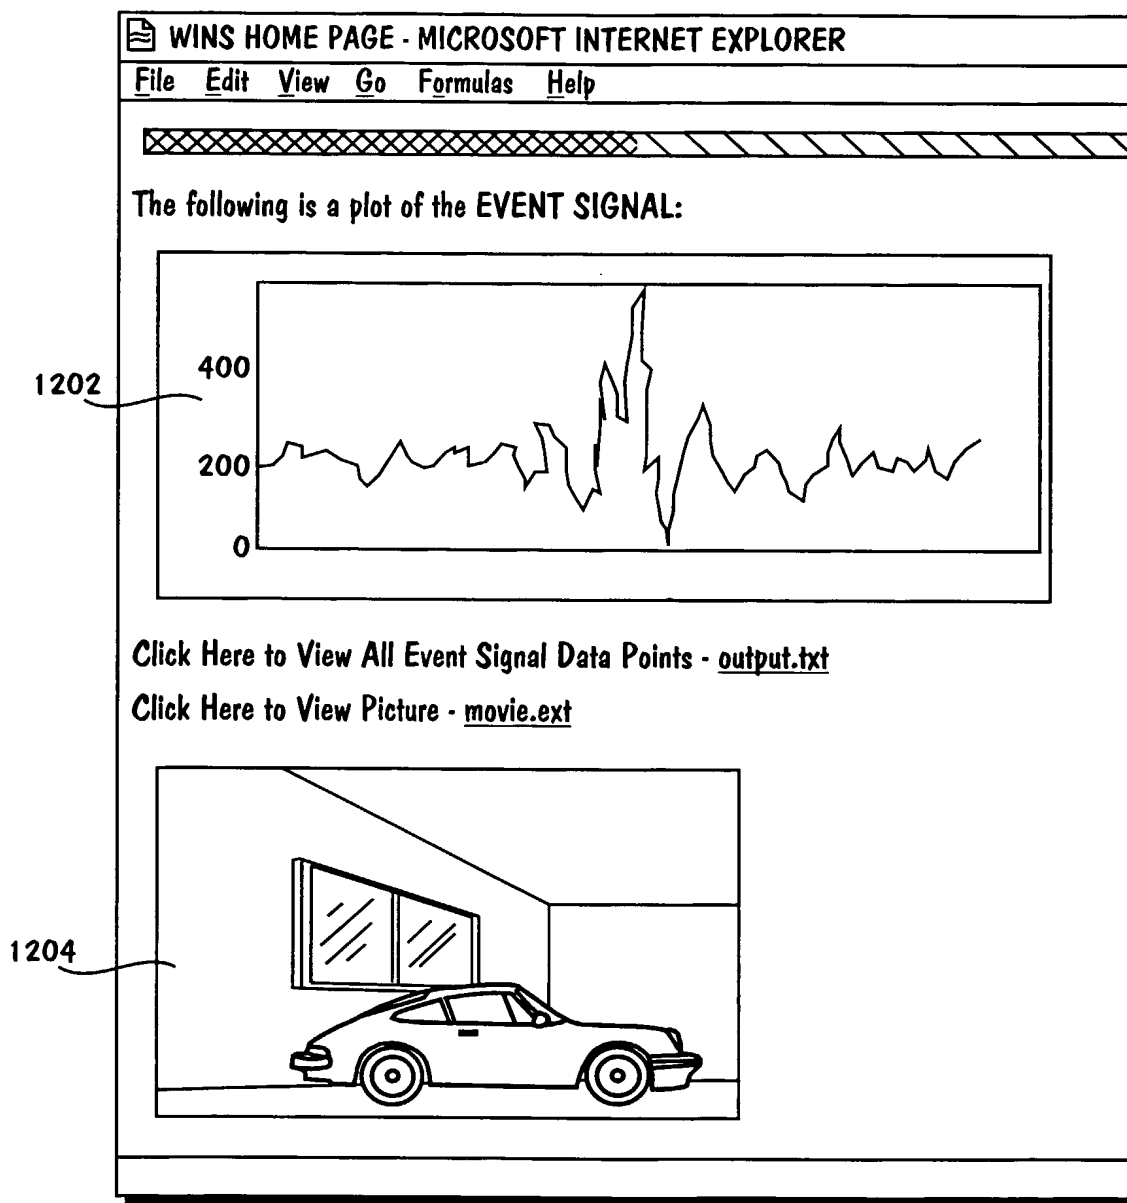 WINS HOME PAGE - MICROSOFT INTERNET EXPLORER
File Edit View Go Formulas Help
The following is a plot of the EVENT SIGNAL:
400
1202
200
0
Click Here to View All Event Signal Data Points - output.txt
Click Here to View Picture - movie.ext
1204